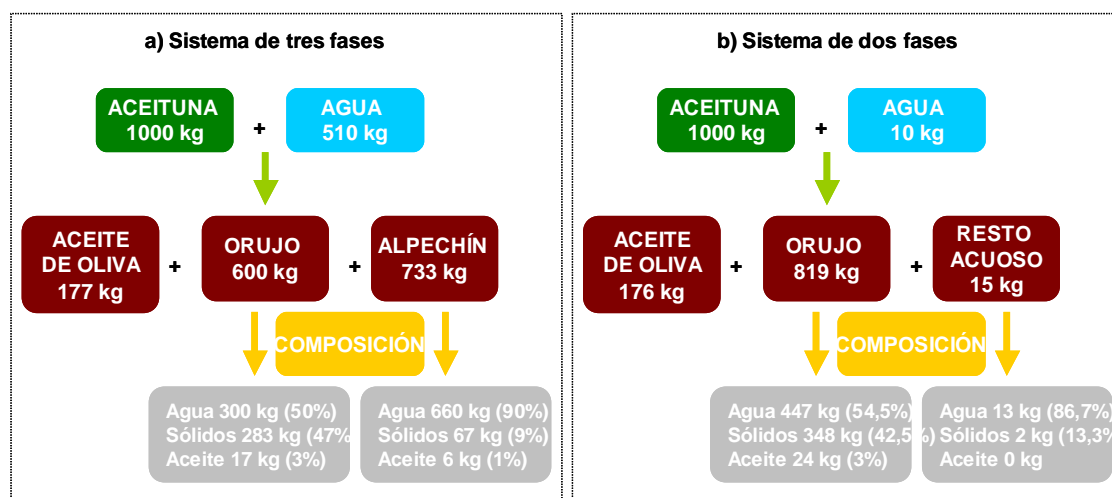 a) Sistema de tres fases
ACEITUNA
1000 kg
+
AGUA
510 kg
ACEITE
DE OLIVA
177 kg
+
ORUJO
600 kg
+
ALPECHÍN
733 kg
COMPOSICIÓN
Agua 300 kg (50%)
Sólidos 283 kg (47%
Aceite 17 kg (3%)
Agua 660 kg (90%)
Sólidos 67 kg (9%)
Aceite 6 kg (1%)
b) Sistema de dos fases
ACEITUNA
1000 kg
+
AGUA
10 kg
ACEITE
DE OLIVA
176 kg
+
ORUJO
819 kg
+
RESTO
ACUOSO
15 kg
COMPOSICIÓN
Agua 447 kg (54,5%)
Sólidos 348 kg (42,5%)
Aceite 24 kg (3%)
Agua 13 kg (86,7%)
Sólidos 2 kg (13,3%
Aceite 0 kg